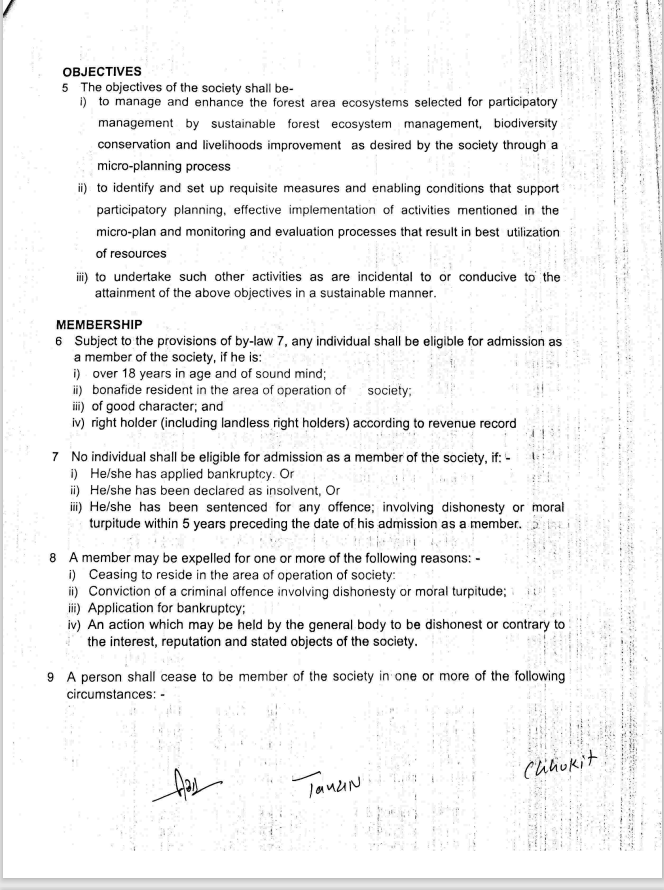 OBJECTIVES
5 The objectives of the society shall be-
i) to manage and enhance the forest area ecosystems selected for participatory
management by sustainable forest ecosystem management, biodiversity
conservation and livelihoods improvement as desired by the society through a
micro-planning process
ii) to identify and set up requisite measures and enabling conditions that support
participatory planning, effective implementation of activities mentioned in the
micro-plan and monitoring and evaluation processes that result in best utilization
of resources
iii) to undertake such other activities as are incidental to or conducive to the
attainment of the above objectives in a sustainable manner.
MEMBERSHIP
6 Subject to the provisions of by-law 7, any individual shall be eligible for admission as
a member of the society, if he is:
i) over 18 years in age and of sound mind;
ii) bonafide resident in the area of operation of society;
iii) of good character; and
iv) right holder (including landless right holders) according to revenue record
7 No individual shall be eligible for admission as a member of the society, if: -
i) He/she has applied bankruptcy. Or
ii) He/she has been declared as insolvent, Or
iii) He/she has been sentenced for any offence; involving dishonesty or moral
turpitude within 5 years preceding the date of his admission as a member.
8 A member may be expelled for one or more of the following reasons: -
i) Ceasing to reside in the area of operation of society:
ii) Conviction of a criminal offence involving dishonesty or moral turpitude;
iii) Application for bankruptcy;
iv) An action which may be held by the general body to be dishonest or contrary to
the interest, reputation and stated objects of the society.
9 A person shall cease to be member of the society in one or more of the following
circumstances: -
Chhukit